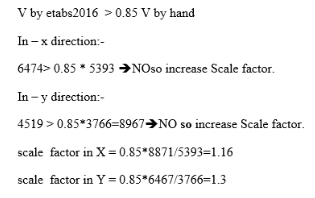 V by etabs2016 > 0.85 V by hand
In – x direction:-
6474> 0.85 * 5393 ➔NOso increase Scale factor.
In – y direction:-
4519 > 0.85*3766=8967➔NO so increase Scale factor.
scale factor in X = 0.85*8871/5393=1.16
scale factor in Y = 0.85*6467/3766=1.3